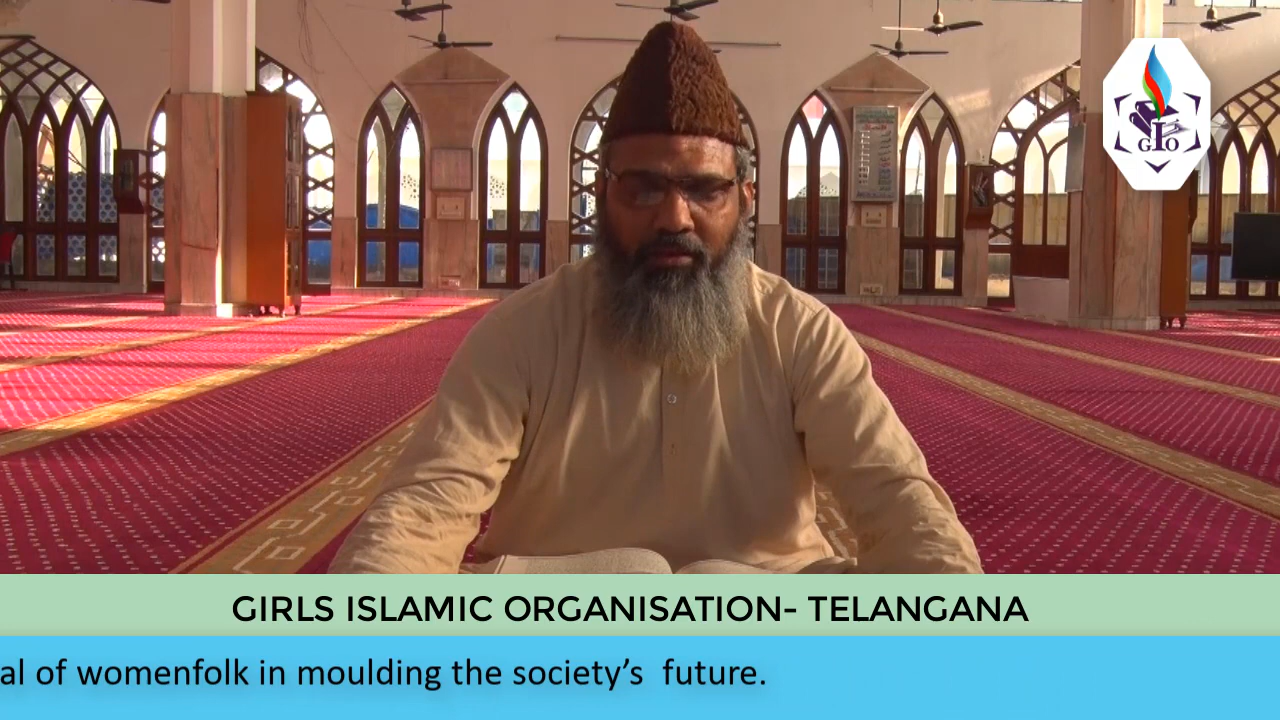 GIO
GIRLS ISLAMIC ORGANISATION- TELANGANA
al of womenfolk in moulding the society’s  future.